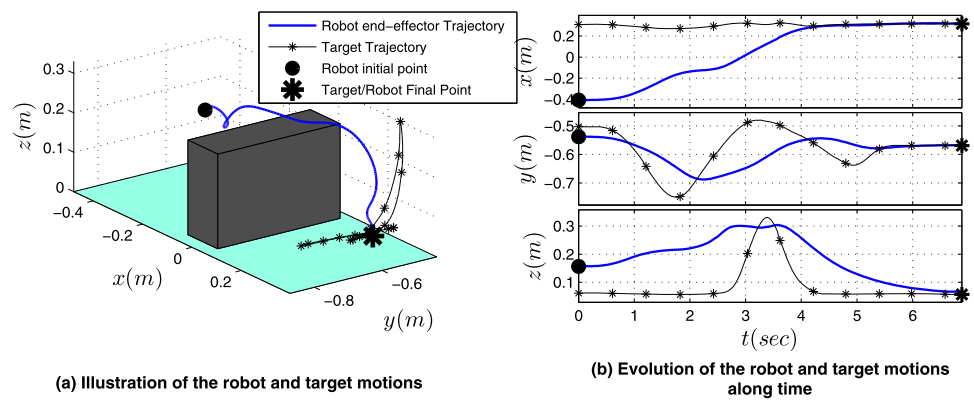 Robot end-effector Trajectory
Target Trajectory
Robot initial point
Target/Robot Final Point
0.3
0.2
0.1
0
z(m)
−0.4
−0.2
0
0.2
x(m)
−0.8
−0.6
y(m)
(a) Illustration of the robot and target motions
0.2
0
−0.2
−0.4
x(m)
−0.5
−0.6
−0.7
y(m)
0.3
0.2
0.1
z(m)
0 1 2 3 4 5 6
t(sec)
(b) Evolution of the robot and target motions
along time